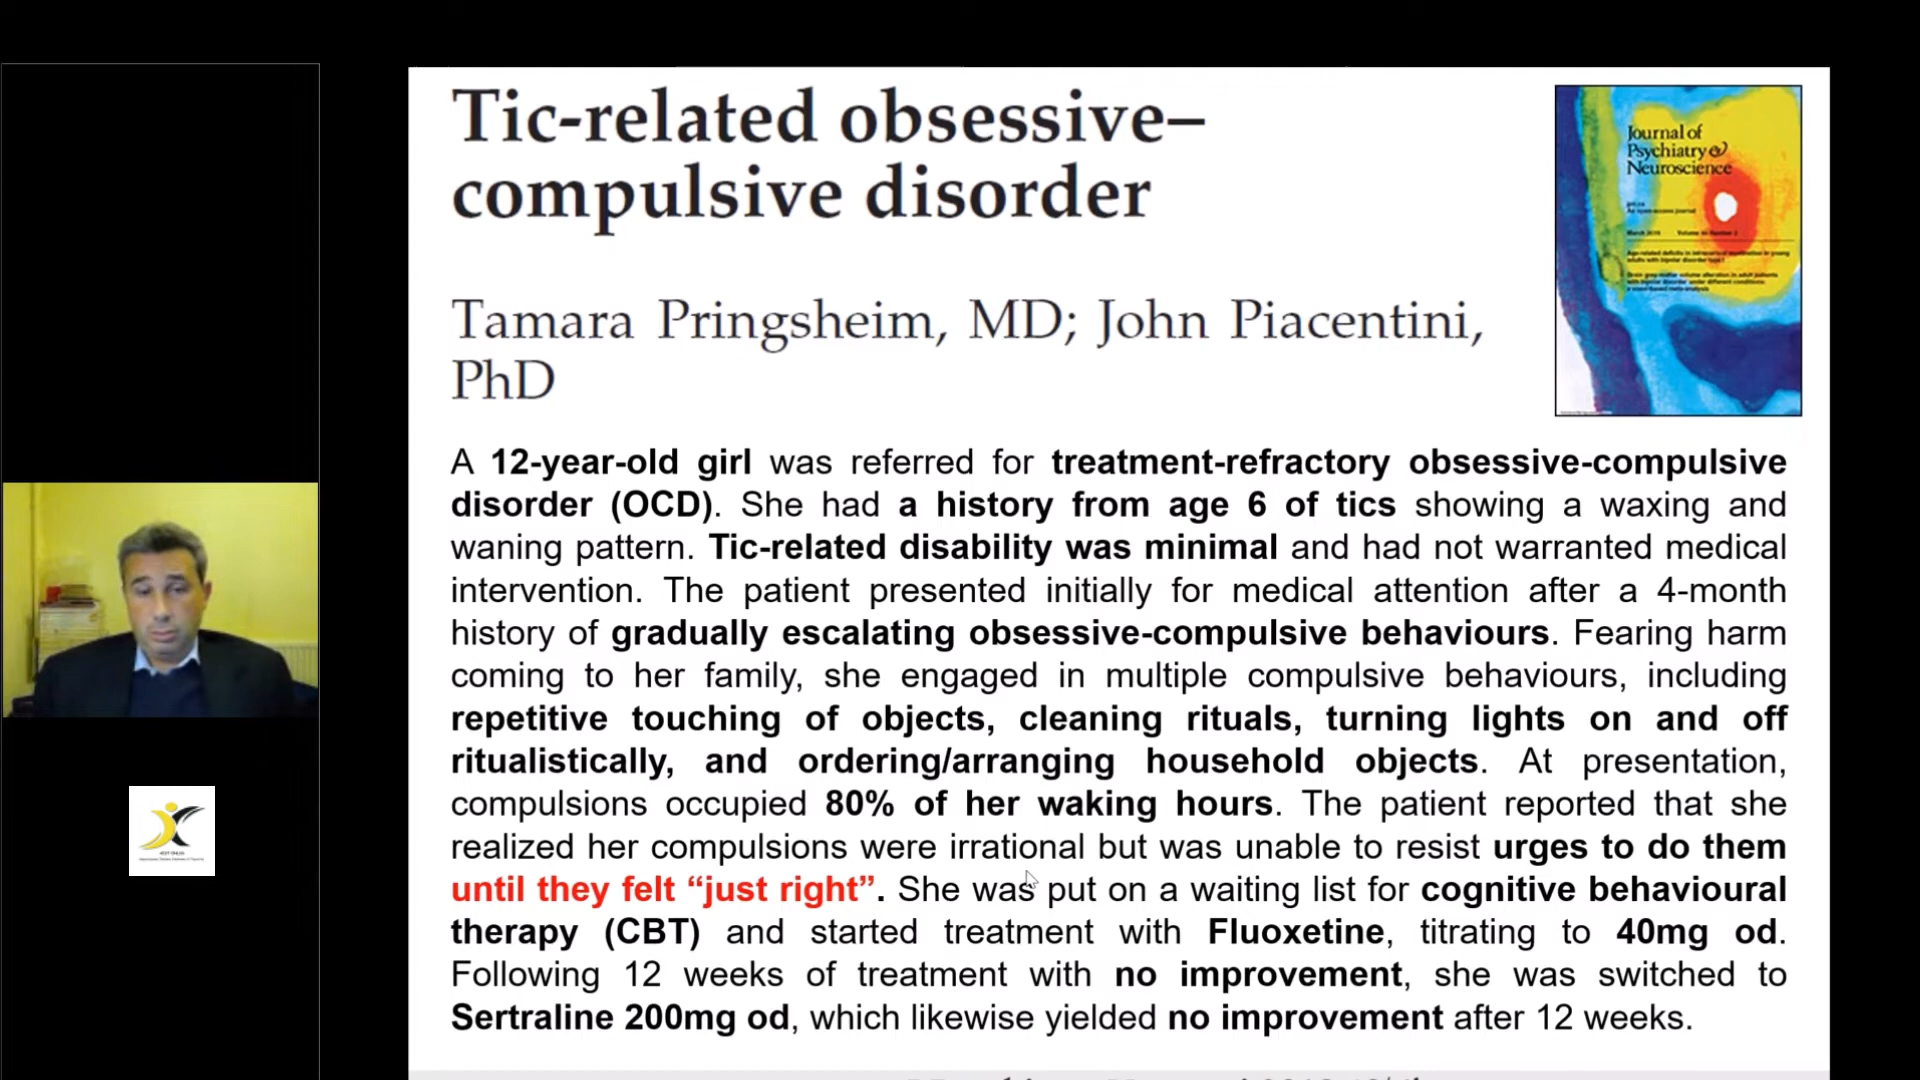 Tic-related obsessive–
compulsive disorder
Tamara Pringsheim, MD; John Piacentini,
PhD
Journal of
Psychiatry &
Neuroscience
A 12-year-old girl was referred for treatment-refractory obsessive-compulsive
disorder (OCD). She had a history from age 6 of tics showing a waxing and
waning pattern. Tic-related disability was minimal and had not warranted medical
intervention. The patient presented initially for medical attention after a 4-month
history of gradually escalating obsessive-compulsive behaviours. Fearing harm
coming to her family, she engaged in multiple compulsive behaviours, including
repetitive touching of objects, cleaning rituals, turning lights on and off
ritualistically, and ordering/arranging household objects. At presentation,
compulsions occupied 80% of her waking hours. The patient reported that she
realized her compulsions were irrational but was unable to resist urges to do them
until they felt “just right”. She was put on a waiting list for cognitive behavioural
therapy (CBT) and started treatment with Fluoxetine, titrating to 40mg od.
Following 12 weeks of treatment with no improvement, she was switched to
Sertraline 200mg od, which likewise yielded no improvement after 12 weeks.